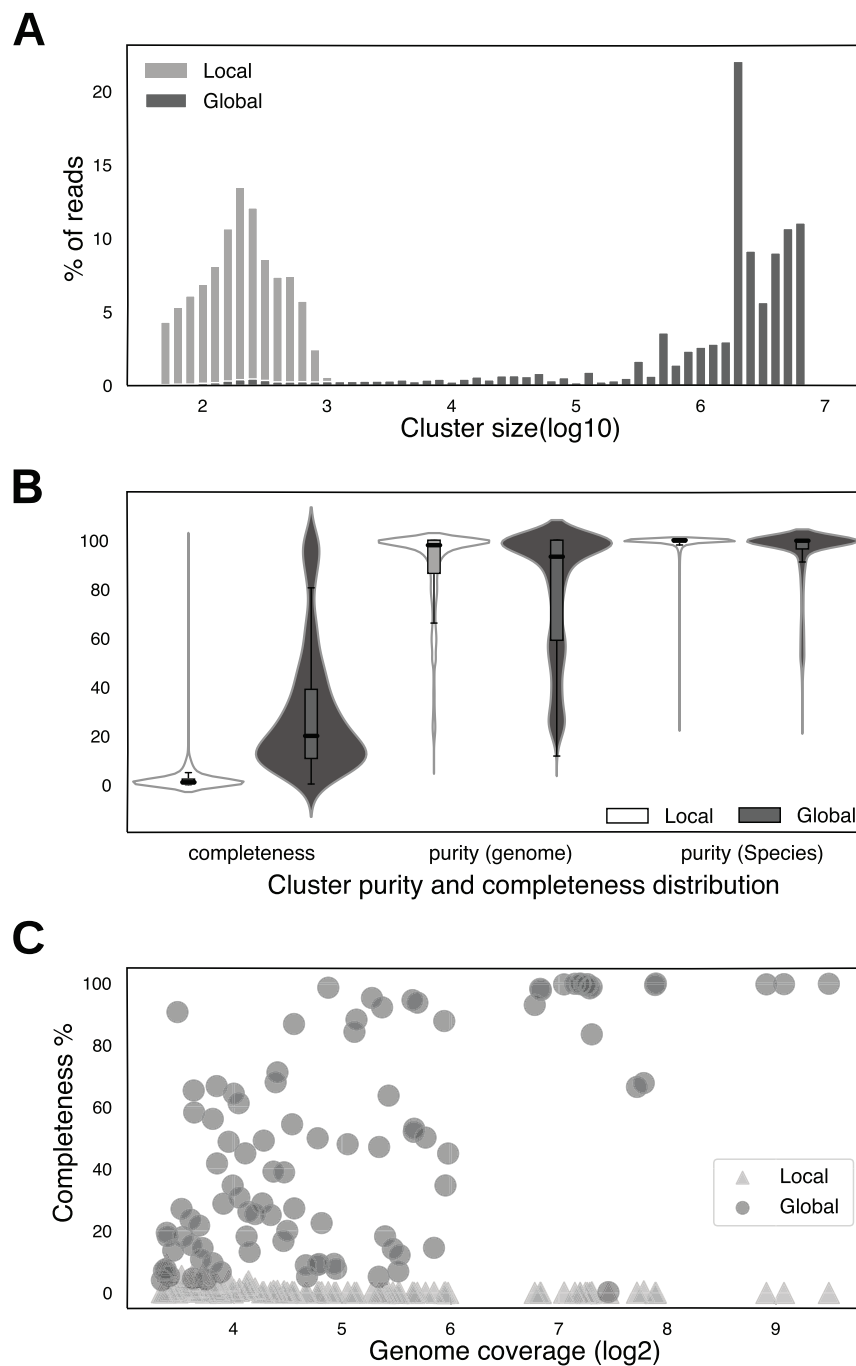 A
Local
Global
% of reads
20
15
10
5
0
2 3 4 5 6 7
Cluster size(log10)
B
100
80
60
40
20
0
Local Global
completeness purity (genome) purity (Species)
Cluster purity and completeness distribution
C
Completeness %
100
80
60
40
20
0
Local
Global
4 5 6 7 8 9
Genome coverage (log2)